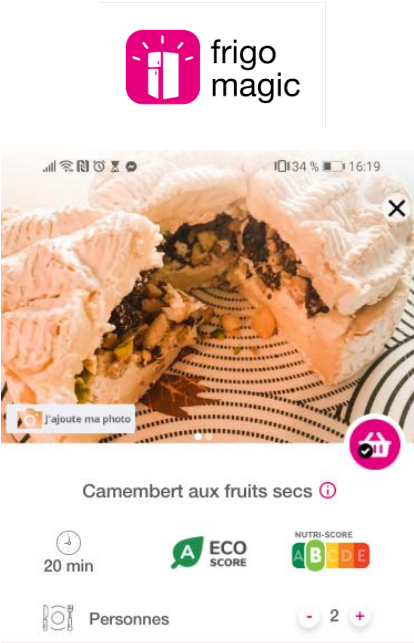 frigo
magic
34 % 16:19
J'ajoute ma photo
Camembert aux fruits secs
20 min
A ECO
SCORE
NUTRI-SCORE
A B C D E
Personnes - 2 +